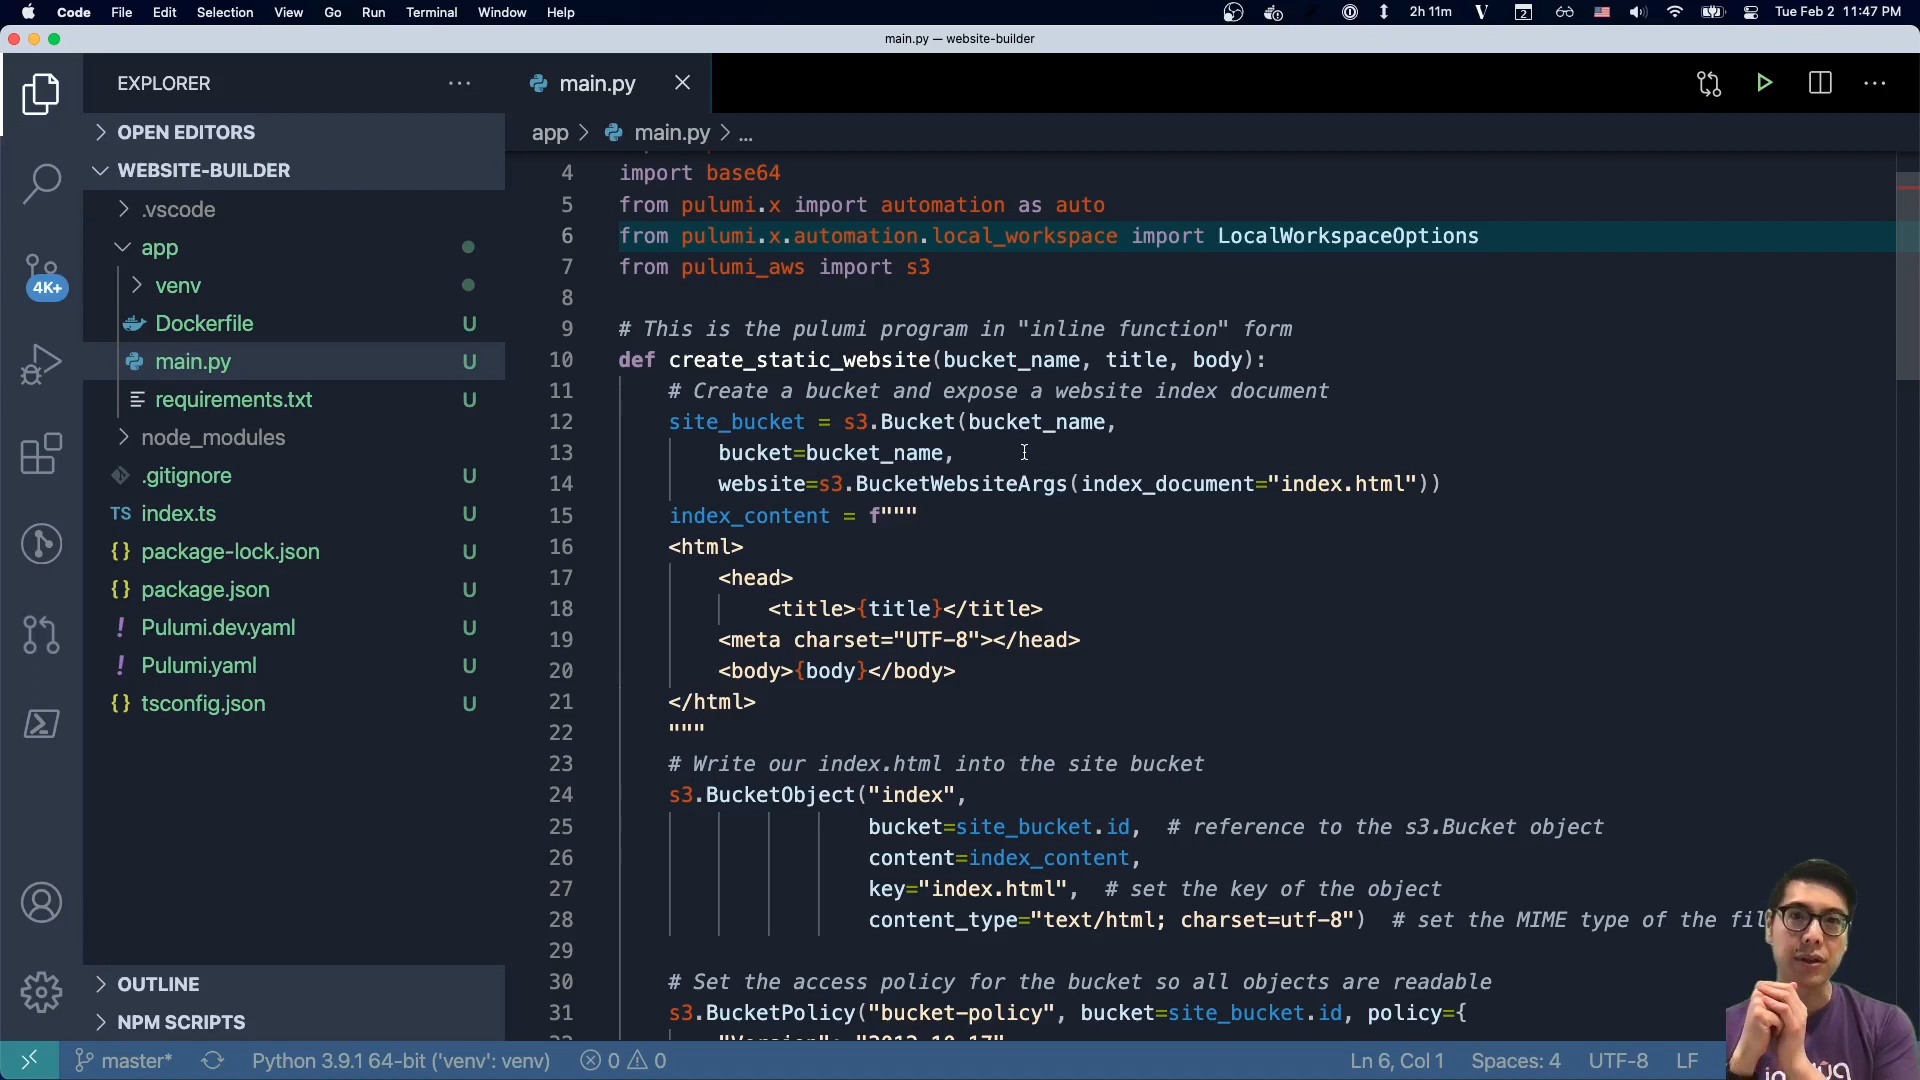 Code File Edit Selection View Go Run Terminal Window Help
2h 11m
2
Tue Feb 2 11:47 PM
main.py — website-builder
EXPLORER
OPEN EDITORS
WEBSITE-BUILDER
.vscode
app
venv
Dockerfile U
main.py U
requirements.txt U
node_modules
.gitignore U
TS index.ts U
{} package-lock.json U
{} package.json U
! Pulumi.dev.yaml U
! Pulumi.yaml U
{} tsconfig.json U
OUTLINE
NPM SCRIPTS
4K+
main.py
app > main.py > ...
4 import base64
5 from pulumi.x import automation as auto
6 from pulumi.x.automation.local_workspace import LocalWorkspaceOptions
7 from pulumi_aws import s3
8
9 # This is the pulumi program in "inline function" form
10 def create_static_website(bucket_name, title, body):
11 # Create a bucket and expose a website index document
12 site_bucket = s3.Bucket(bucket_name,
13 bucket=bucket_name,
14 website=s3.BucketWebsiteArgs(index_document="index.html"))
15 index_content = f"""
16 <html>
17 <head>
18 <title>{title}</title>
19 <meta charset="UTF-8"></head>
20 <body>{body}</body>
21 </html>
22 """
23 # Write our index.html into the site bucket
24 s3.BucketObject("index",
25 bucket=site_bucket.id, # reference to the s3.Bucket object
26 content=index_content,
27 key="index.html", # set the key of the object
28 content_type="text/html; charset=utf-8") # set the MIME type of the fil
29
30 # Set the access policy for the bucket so all objects are readable
31 s3.BucketPolicy("bucket-policy", bucket=site_bucket.id, policy={
master* Python 3.9.1 64-bit ('venv': venv) 0 0
Ln 6, Col 1 Spaces: 4 UTF-8 LF